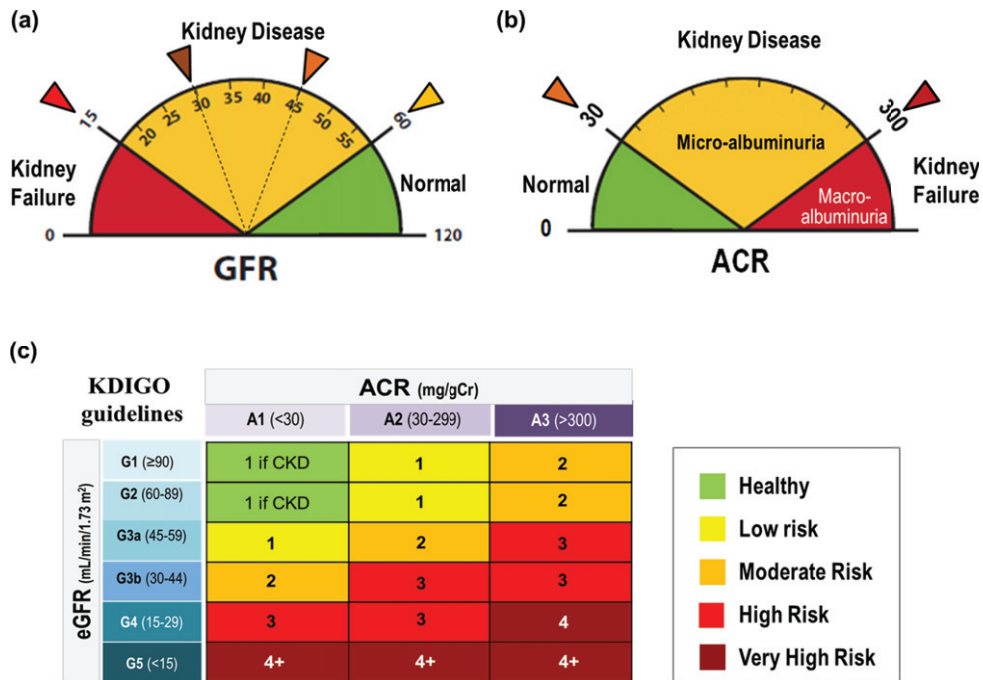 (a)
Kidney Disease
15
20
25
30
35
40
45
50
55
60
Kidney
Failure
Normal
0
120
GFR
(b)
Kidney Disease
30
300
Micro-albuminuria
Normal
Kidney
Failure
Macro-
albuminuria
0
ACR
(c)
KDIGO
guidelines
ACR (mg/gCr)
A1 (<30) A2 (30-299) A3 (>300)
eGFR (mL/min/1.73 m²)
G1 (≥90) 1 if CKD 1 2
G2 (60-89) 1 if CKD 1 2
G3a (45-59) 1 2 3
G3b (30-44) 2 3 3
G4 (15-29) 3 3 4
G5 (<15) 4+ 4+ 4+
Healthy
Low risk
Moderate Risk
High Risk
Very High Risk